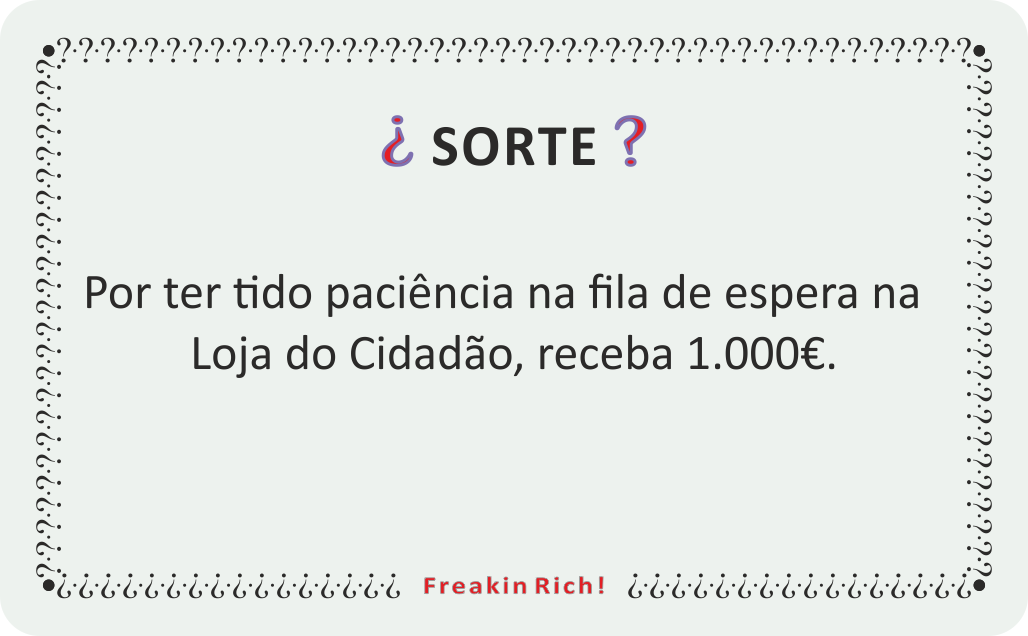 ¿ SORTE ?
Por ter tido paciência na fila de espera na
Loja do Cidadão, receba 1.000€.
Freakin Rich!